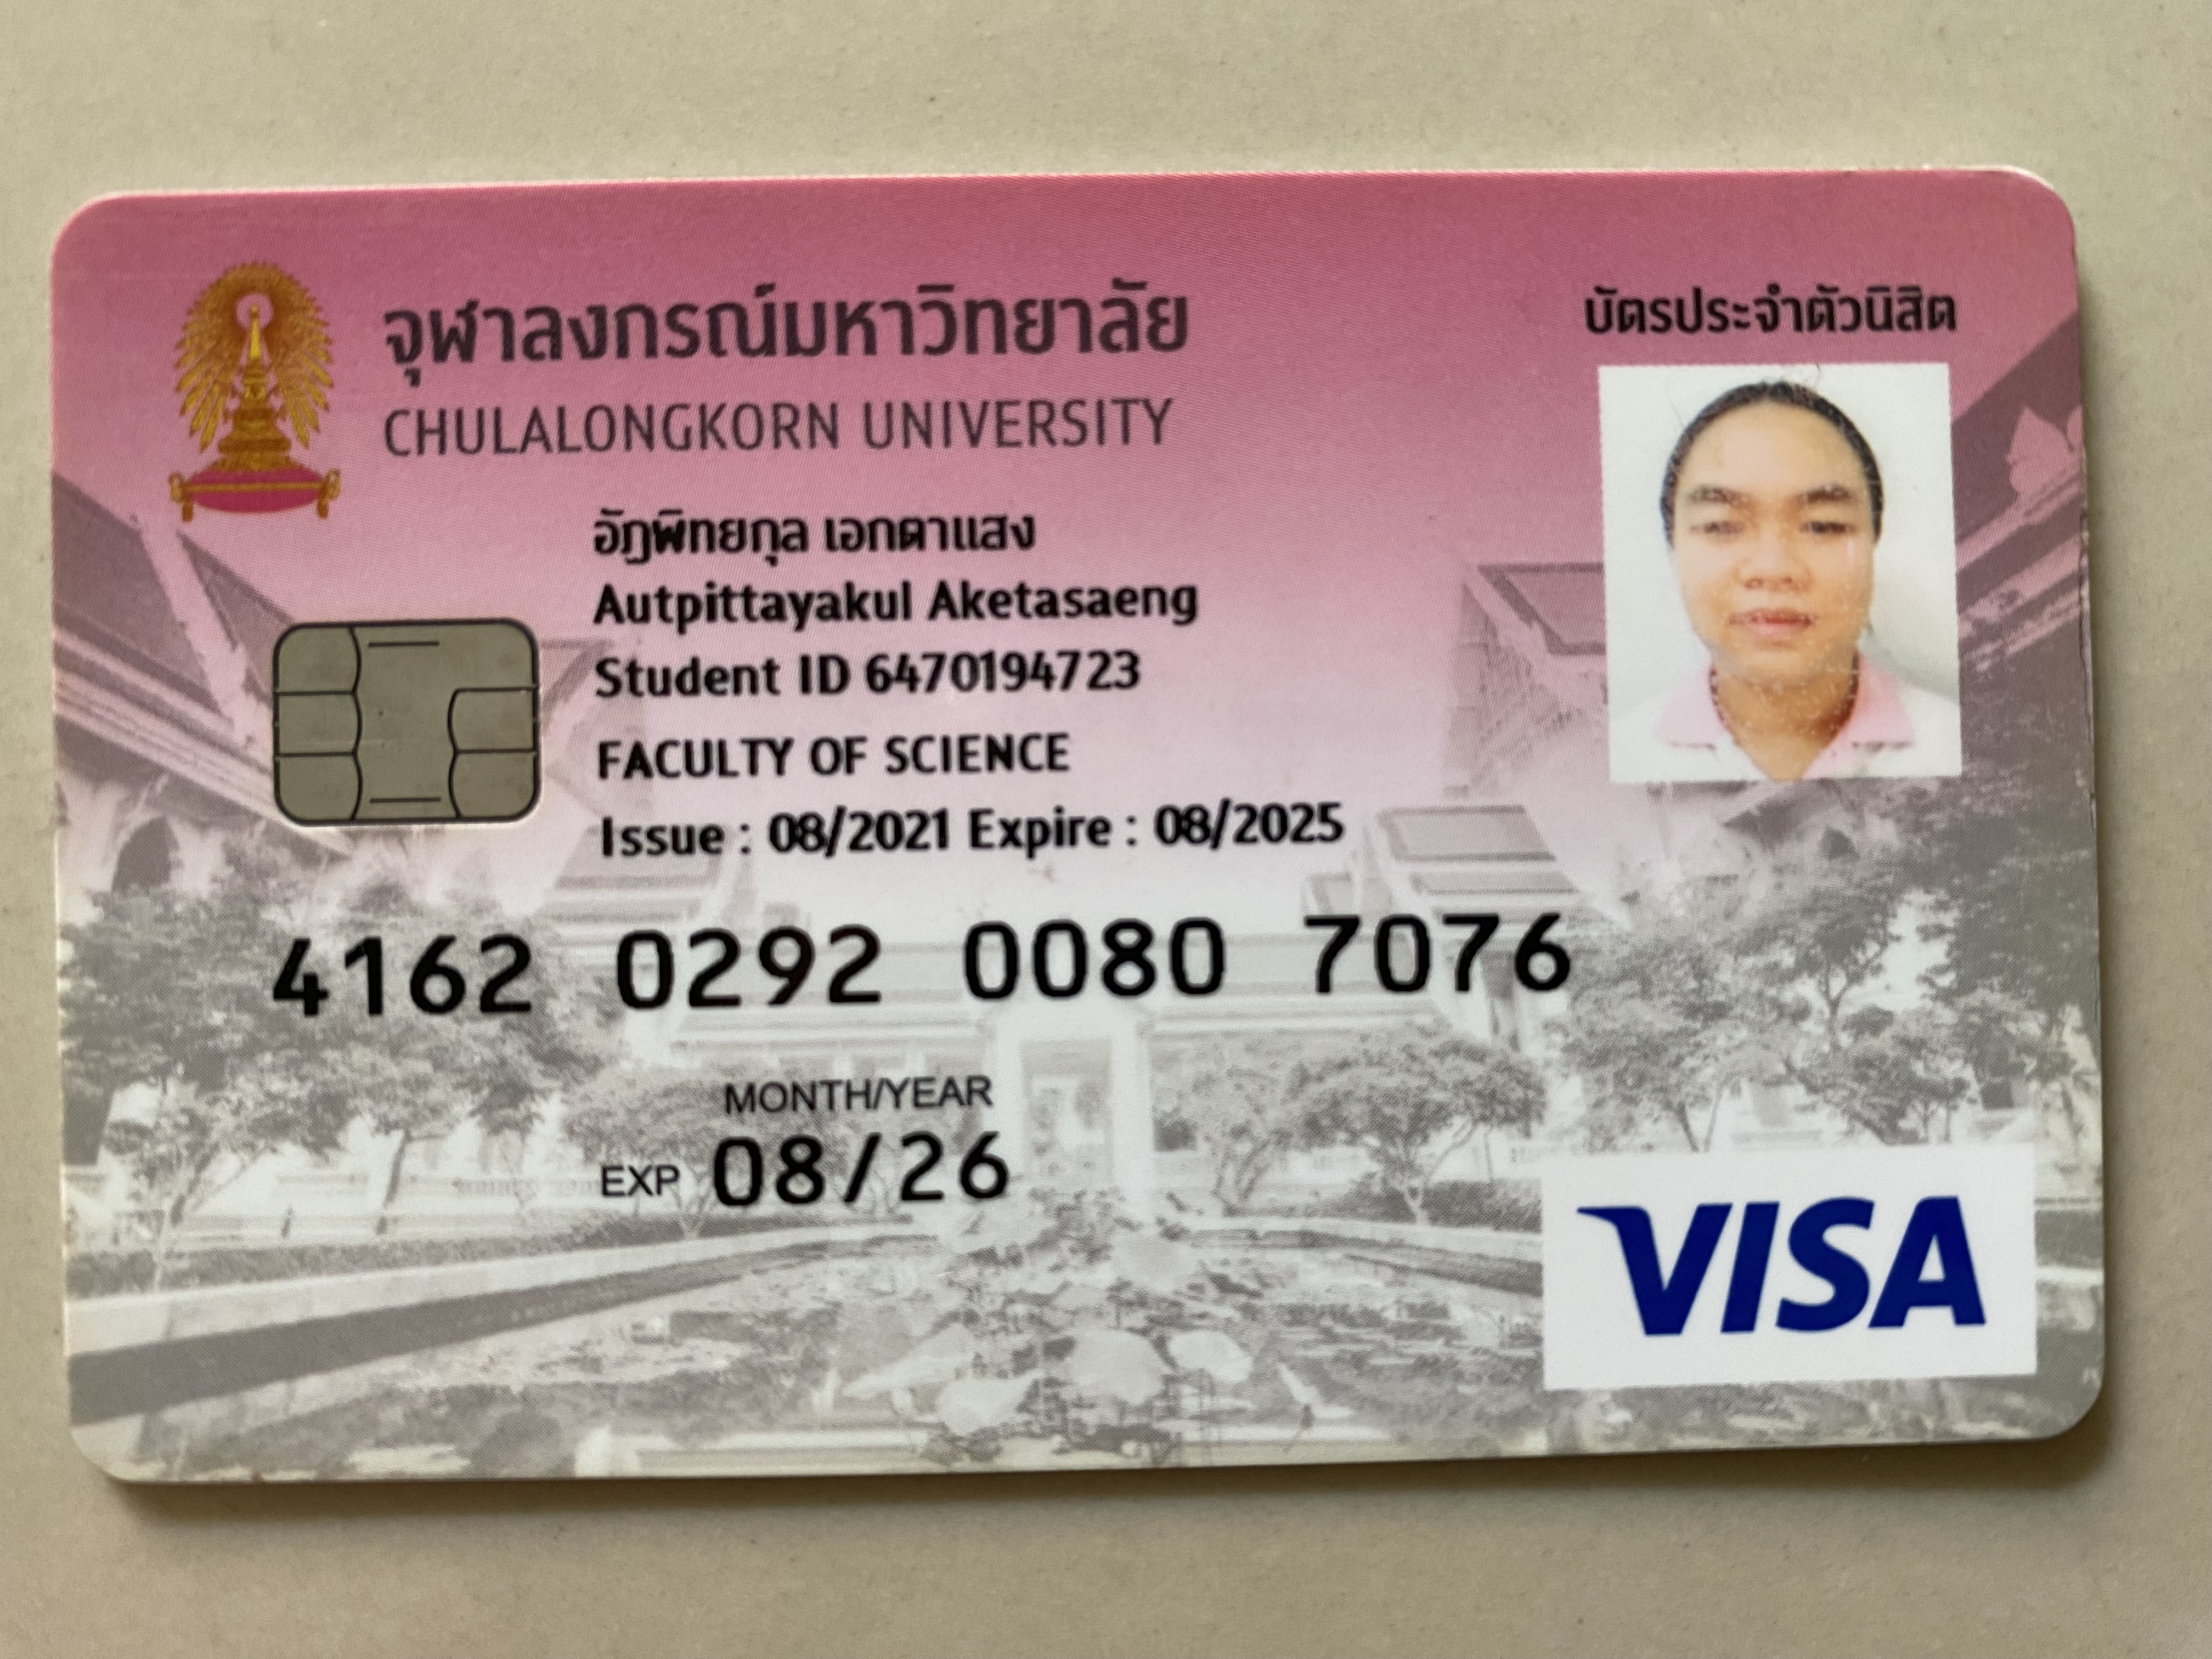 จุฬาลงกรณ์มหาวิทยาลัย
บัตรประจำตัวนิสิต
CHULALONGKORN UNIVERSITY
อัฏพิทยกุล เอกตาแสง
Autpittayakul Aketasaeng
Student ID 6470194723
FACULTY OF SCIENCE
Issue : 08/2021 Expire : 08/2025
4162 0292 0080 7076
MONTH/YEAR
EXP 08/26
VISA